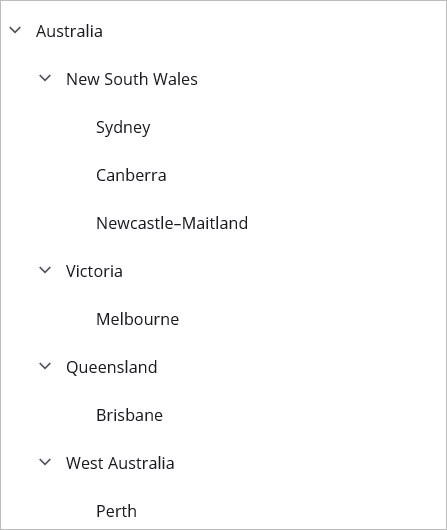 Australia
New South Wales
Sydney
Canberra
Newcastle–Maitland
Victoria
Melbourne
Queensland
Brisbane
West Australia
Perth